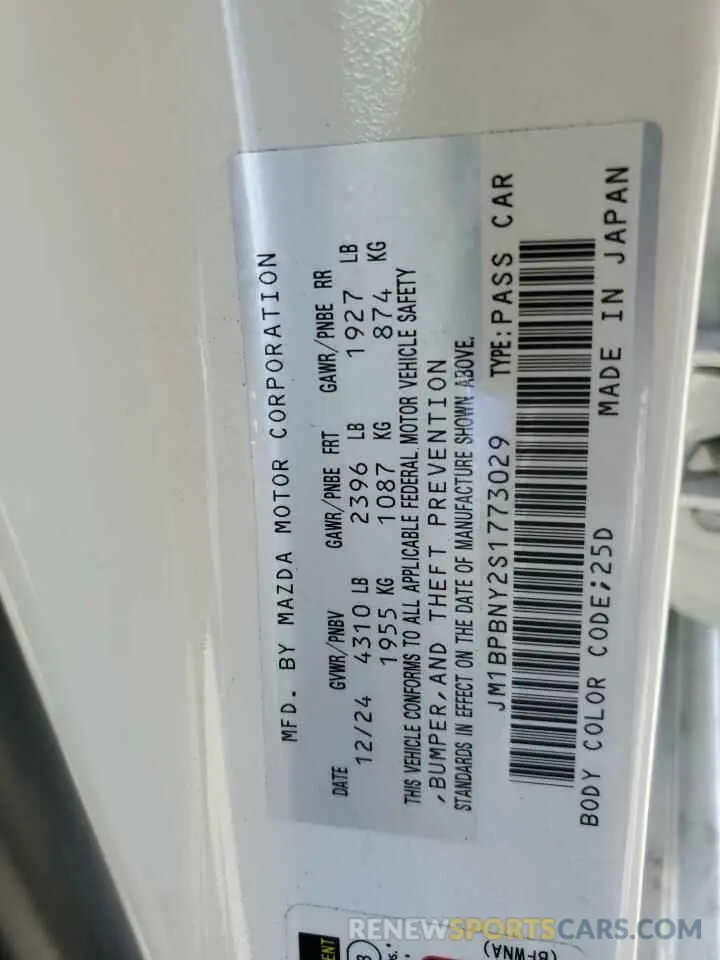 MFD. BY MAZDA MOTOR CORPORATION
DATE GVWR/PNBV GAWR/PNBE FRT GAWR/PNBE RR
12/24 4310 LB 2396 LB 1927 LB
1955 KG 1087 KG 874 KG
THIS VEHICLE CONFORMS TO ALL APPLICABLE FEDERAL MOTOR VEHICLE SAFETY
,BUMPER,AND THEFT PREVENTION
STANDARDS IN EFFECT ON THE DATE OF MANUFACTURE SHOWN ABOVE.
JM1BPBNY2S1773029 TYPE:PASS CAR
BODY COLOR CODE;25D MADE IN JAPAN
RENEWSPORTSCARS.COM